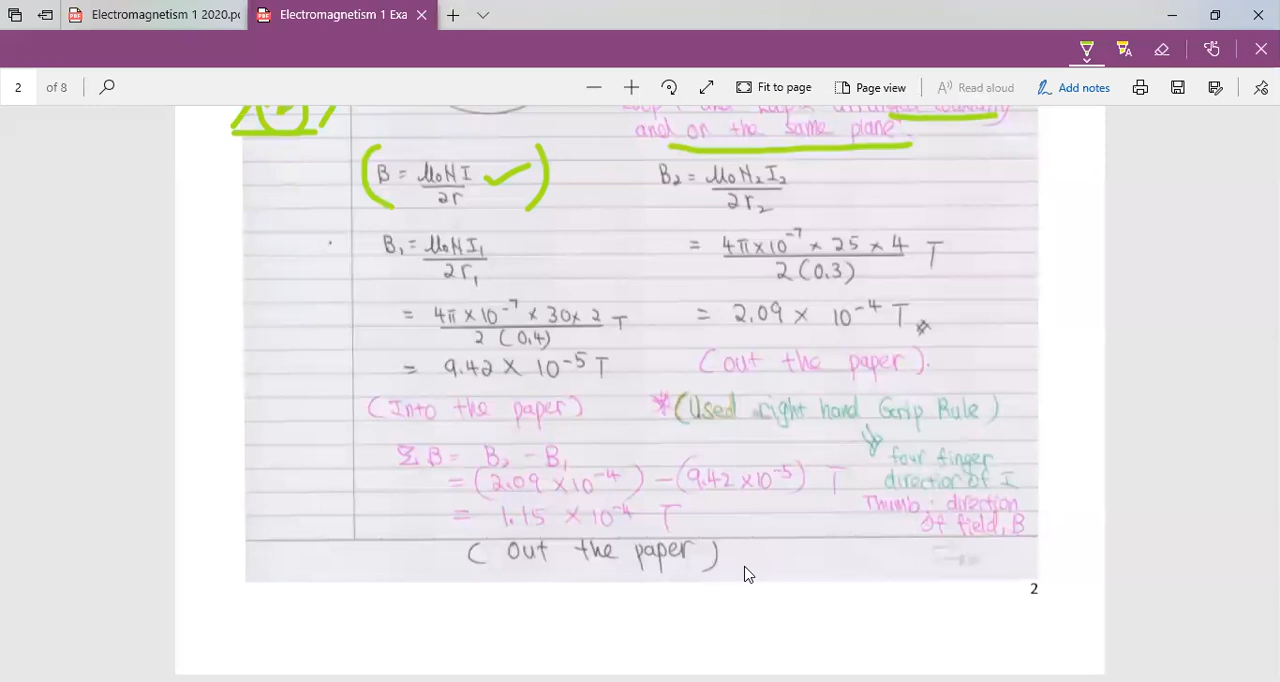 Electromagnetism 1 2020.pd
Electromagnetism 1 Exa
2 of 8
Fit to page
Page view
Read aloud
Add notes
and on the same plane".
B = μ₀NI / 2r
B₂ = μ₀N₂I₂ / 2r₂
B₁ = μ₀NI₁ / 2r₁
= 4π×10⁻⁷ × 25 × 4 / 2(0.3) T
= 4π × 10⁻⁷ × 30 × 2 / 2(0.4) T
= 2.09 × 10⁻⁴ T
= 9.42 × 10⁻⁵ T
(out the paper).
(Into the paper)
*(Used right hand Grip Rule)
ΣB = B₂ - B₁
four finger
direction of I
= (2.09 × 10⁻⁴) - (9.42 × 10⁻⁵) T
Thumb: direction
of field, B
= 1.15 × 10⁻⁴ T
(out the paper)
2